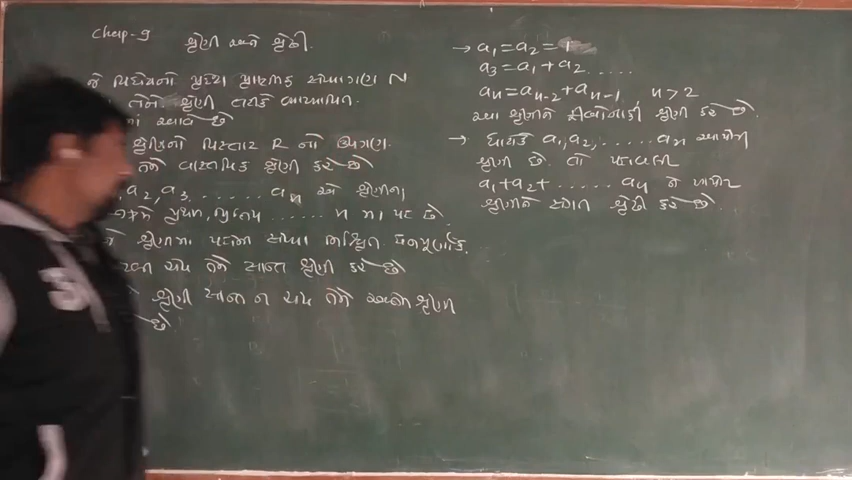 Chap-9
શ્રેણી અને શ્રેઢી.
જે વિધેયનો પ્રદેશ પ્રાકૃતિક સંખ્યાગણ N
તેને શ્રેણી તરીકે વ્યાખ્યાયિત
માં આવે છે
શ્રેણીનો વિસ્તાર R નો ઉપગણ
તેને વાસ્તવિક શ્રેણી કહે છે
, a₂, a₃, ....... aₙ એ શ્રેણીના
પ્રથમ, દ્વિતીય ...... n મા પદ છે.
શ્રેણીમાં પદોની સંખ્યા નિશ્ચિત
હોય તેને સાન્ત શ્રેણી કહે છે
શ્રેણી સાન્ત ન હોય તેને અનંત શ્રેણી
છે.
→ a₁ = a₂ = 1
a₃ = a₁ + a₂ .....
aₙ = aₙ₋₂ + aₙ₋₁, n > 2
આ શ્રેણીને ફિબોનાકી શ્રેણી કહે છે.
→ ધારોકે a₁, a₂, ...... aₙ આપેલ
શ્રેણી છે. તો પદાવલી
a₁ + a₂ + ...... aₙ ને આપેલ
શ્રેણીને સંગત શ્રેઢી કહે છે.